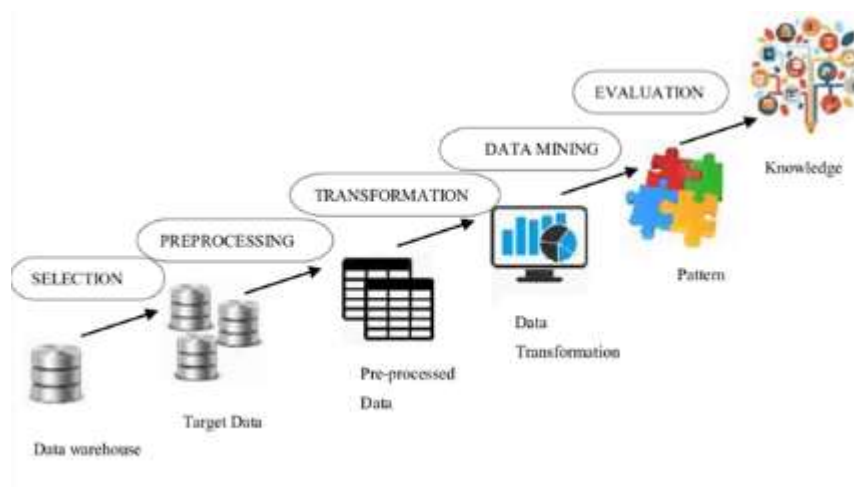 EVALUATION
DATA MINING
Knowledge
TRANSFORMATION
PREPROCESSING
Pattern
SELECTION
Data
Transformation
Pre-processed
Data
Target Data
Data warehouse